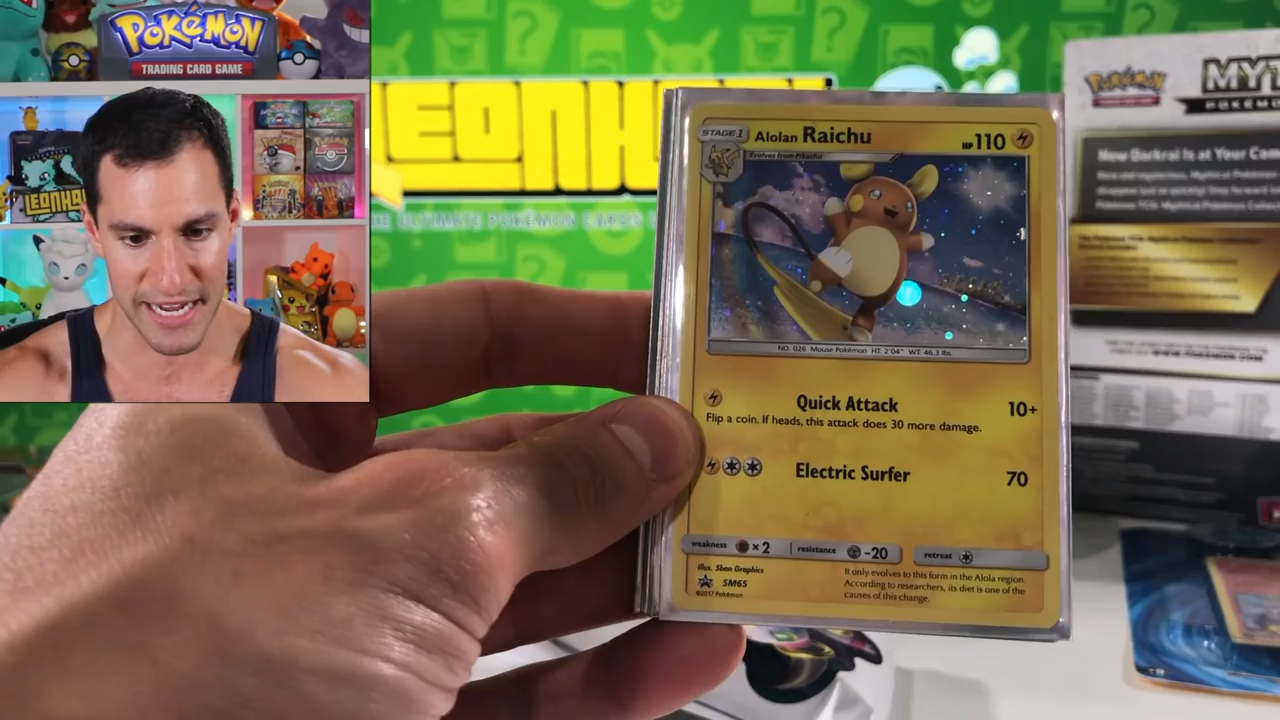 POKéMON
TRADING CARD GAME
LEONHA
LEONH
THE ULTIMATE POKÉMON CARDS
STAGE 1
Alolan Raichu
HP 110
Evolves from Pikachu
NO. 026 Mouse Pokémon HT: 2'04" WT: 46.3 lbs.
Quick Attack 10+
Flip a coin. If heads, this attack does 30 more damage.
Electric Surfer 70
weakness ×2 resistance -20 retreat
Illus. 5ban Graphics
SM65
©2017 Pokémon
It only evolves to this form in the Alola region.
According to researchers, its diet is one of the
causes of this change.
Pokémon
MYT
POKÉM
New Darkrai Is at Your Com